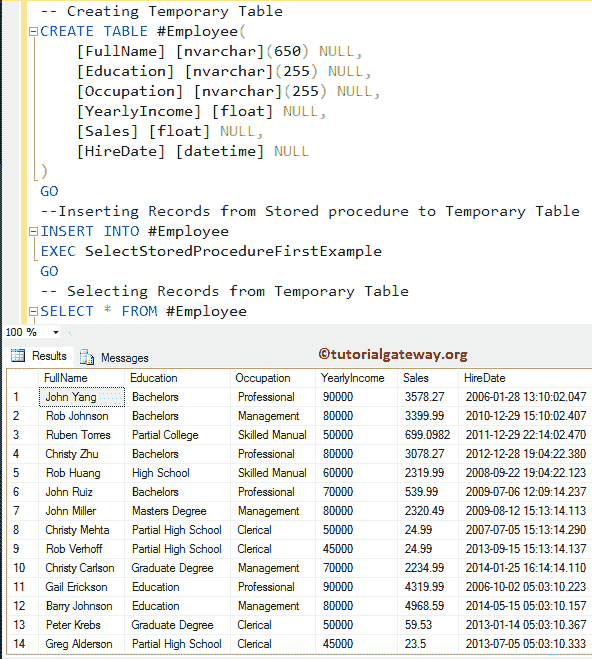 -- Creating Temporary Table
CREATE TABLE #Employee(
[FullName] [nvarchar](650) NULL,
[Education] [nvarchar](255) NULL,
[Occupation] [nvarchar](255) NULL,
[YearlyIncome] [float] NULL,
[Sales] [float] NULL,
[HireDate] [datetime] NULL
)
GO
--Inserting Records from Stored procedure to Temporary Table
INSERT INTO #Employee
EXEC SelectStoredProcedureFirstExample
GO
-- Selecting Records from Temporary Table
SELECT * FROM #Employee
100 %
Results Messages ©tutorialgateway.org
FullName Education Occupation YearlyIncome Sales HireDate
1 John Yang Bachelors Professional 90000 3578.27 2006-01-28 13:10:02.047
2 Rob Johnson Bachelors Management 80000 3399.99 2010-12-29 15:10:02.407
3 Ruben Torres Partial College Skilled Manual 50000 699.0982 2011-12-29 22:14:02.470
4 Christy Zhu Bachelors Professional 80000 3078.27 2012-12-28 19:04:22.380
5 Rob Huang High School Skilled Manual 60000 2319.99 2008-09-22 19:04:22.123
6 John Ruiz Bachelors Professional 70000 539.99 2009-07-06 12:09:14.237
7 John Miller Masters Degree Management 80000 2320.49 2009-08-12 15:13:14.113
8 Christy Mehta Partial High School Clerical 50000 24.99 2007-07-05 15:13:14.290
9 Rob Verhoff Partial High School Clerical 45000 24.99 2013-09-15 15:13:14.137
10 Christy Carlson Graduate Degree Management 70000 2234.99 2014-01-25 16:14:14.110
11 Gail Erickson Education Professional 90000 4319.99 2006-10-02 05:03:10.223
12 Barry Johnson Education Management 80000 4968.59 2014-05-15 05:03:10.157
13 Peter Krebs Graduate Degree Clerical 50000 59.53 2013-01-14 05:03:10.367
14 Greg Alderson Partial High School Clerical 45000 23.5 2013-07-05 05:03:10.333